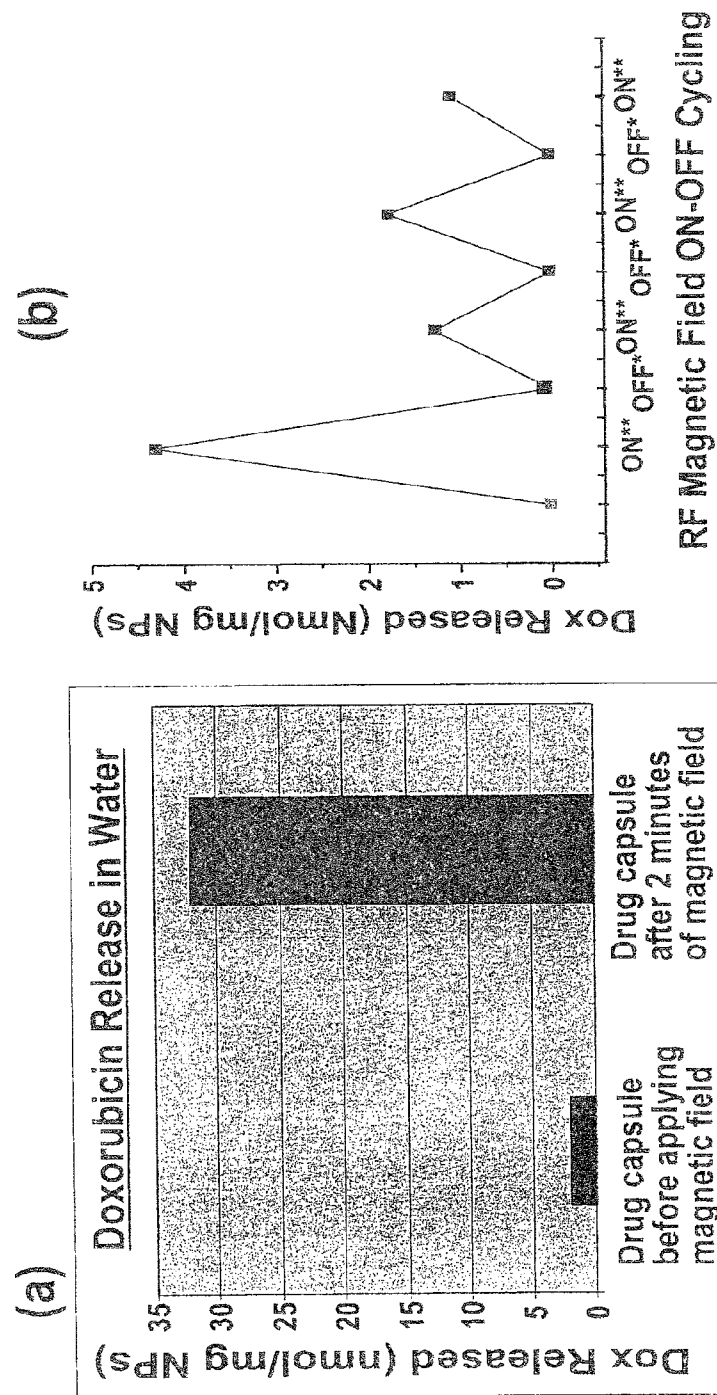 (a)
Doxorubicin Release in Water
Dox Released (nmol/mg NPs)
35
30
25
20
15
10
5
0
Drug capsule
before applying
magnetic field
Drug capsule
after 2 minutes
of magnetic field
(b)
Dox Released (Nmol/mg NPs)
5
4
3
2
1
0
ON** OFF* ON** OFF* ON** OFF* ON**
RF Magnetic Field ON-OFF Cycling